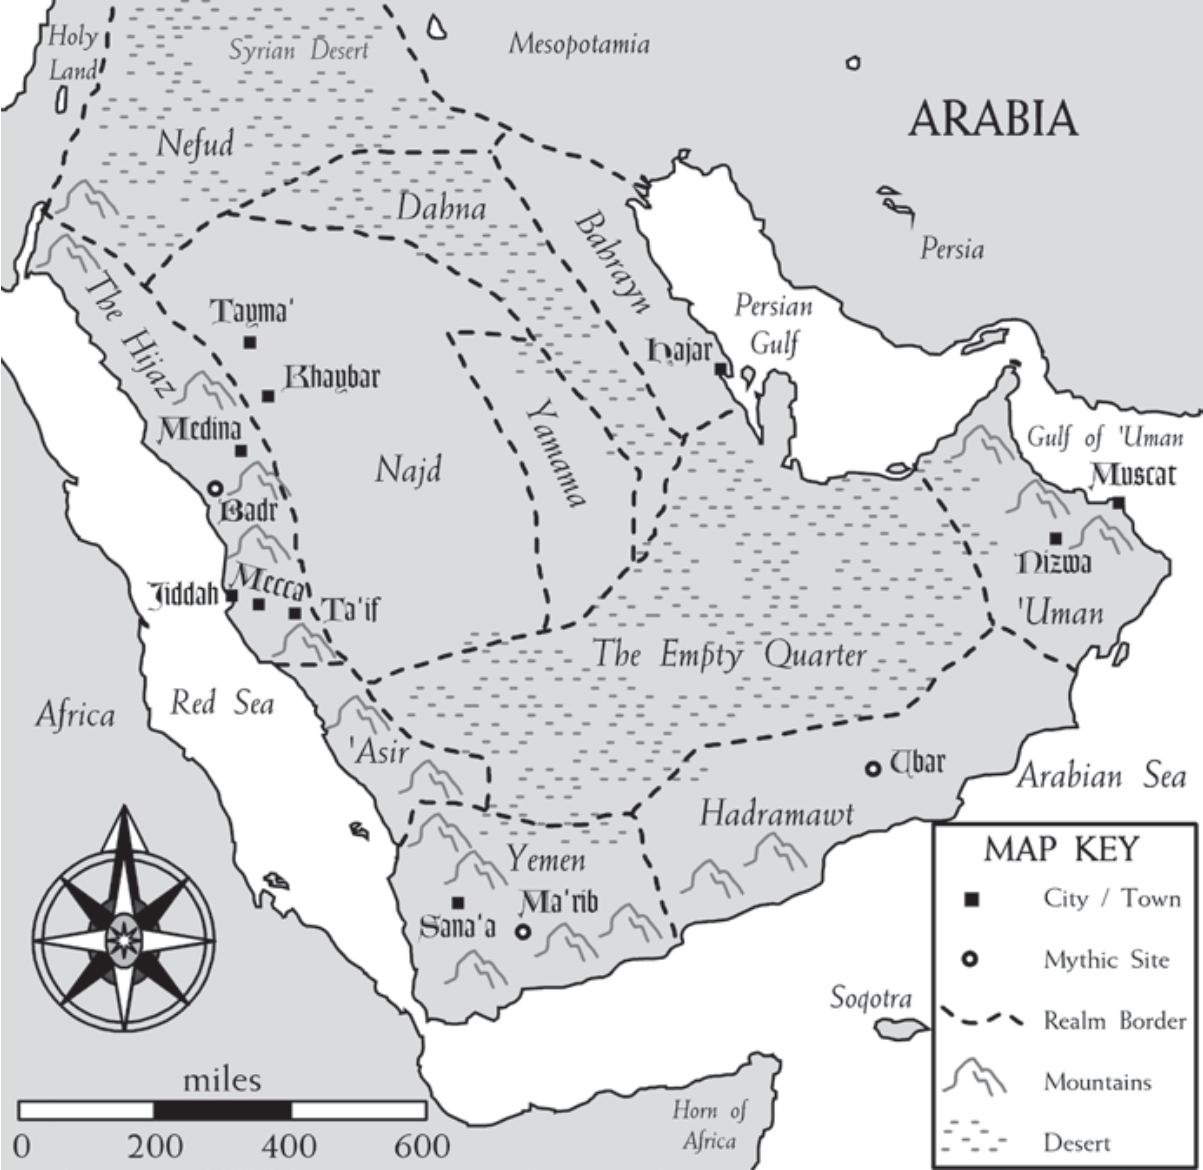 Holy
Land
Syrian Desert
Mesopotamia
ARABIA
Nefud
Dahna
Bahrayn
Persia
The Hijaz
Tayma'
Persian
Gulf
Hajar
Khaybar
Yamama
Medina
Najd
Gulf of 'Uman
Muscat
Badr
Nizwa
Jiddah
Mecca
Ta'if
'Uman
The Empty Quarter
Africa
Red Sea
'Asir
Ubar
Arabian Sea
Hadramawt
Yemen
Ma'rib
Sana'a
Soqotra
MAP KEY
City / Town
Mythic Site
Realm Border
Mountains
Desert
miles
0 200 400 600
Horn of
Africa